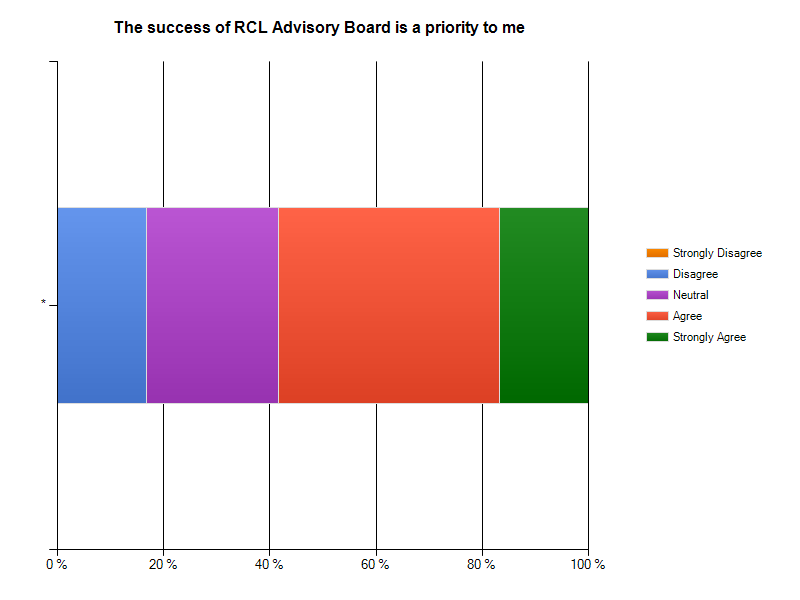 The success of RCL Advisory Board is a priority to me
Strongly Disagree
Disagree
Neutral
Agree
Strongly Agree
*
0 % 20 % 40 % 60 % 80 % 100 %